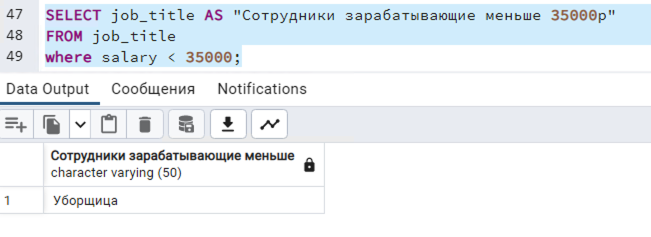 47 SELECT job_title AS "Сотрудники зарабатывающие меньше 35000р"
48 FROM job_title
49 where salary < 35000;
Data Output Сообщения Notifications
Сотрудники зарабатывающие меньше
character varying (50)
1 Уборщица